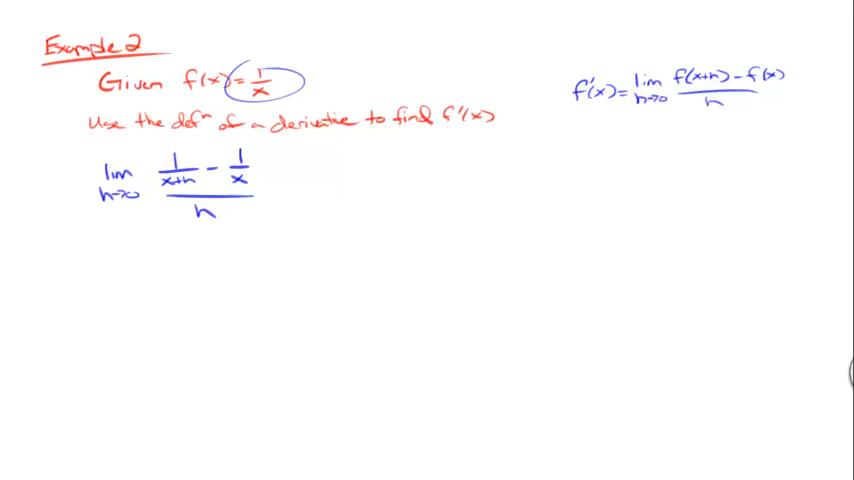 Example 2
Given f(x) = 1/x
f'(x) = lim h→0 (f(x+h) - f(x))/h
Use the defⁿ of a derivative to find f'(x)
lim h→0 (1/(x+h) - 1/x)/h